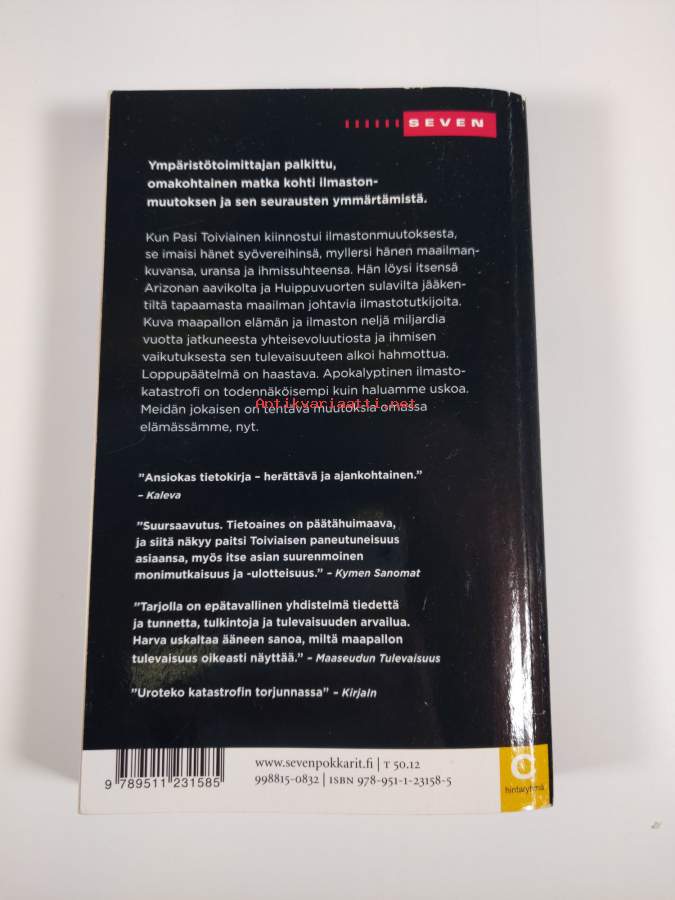 SEVEN
Ympäristötoimittajan palkittu,
omakohtainen matka kohti ilmaston-
muutoksen ja sen seurausten ymmärtämistä.
Kun Pasi Toiviainen kiinnostui ilmastonmuutoksesta,
se imaisi hänet syövereihinsä, myllersi hänen maailman-
kuvansa, uransa ja ihmissuhteensa. Hän löysi itsensä
Arizonan aavikolta ja Huippuvuorten sulavilta jääken-
tiltä tapaamasta maailman johtavia ilmastotutkijoita.
Kuva maapallon elämän ja ilmaston neljä miljardia
vuotta jatkuneesta yhteisevoluutiosta ja ihmisen
vaikutuksesta sen tulevaisuuteen alkoi hahmottua.
Loppupäätelmä on haastava. Apokalyptinen ilmasto-
katastrofi on todennäköisempi kuin haluamme uskoa.
Antikvariaatti.net
Meidän jokaisen on tehtävä muutoksia omassa
elämässämme, nyt.
"Ansiokas tietokirja – herättävä ja ajankohtainen."
– Kaleva
"Suursaavutus. Tietoaines on päätähuimaava,
ja siitä näkyy paitsi Toiviaisen paneutuneisuus
asiaansa, myös itse asian suurenmoinen
monimutkaisuus ja -ulotteisuus." – Kymen Sanomat
"Tarjolla on epätavallinen yhdistelmä tiedettä
ja tunnetta, tulkintoja ja tulevaisuuden arvailua.
Harva uskaltaa ääneen sanoa, miltä maapallon
tulevaisuus oikeasti näyttää." – Maaseudun Tulevaisuus
"Uroteko katastrofin torjunnassa" – KirjaIn
www.sevenpokkarit.fi | T 50.12
998815-0832 | ISBN 978-951-1-23158-5
9 789511 231585
hintaryhmä